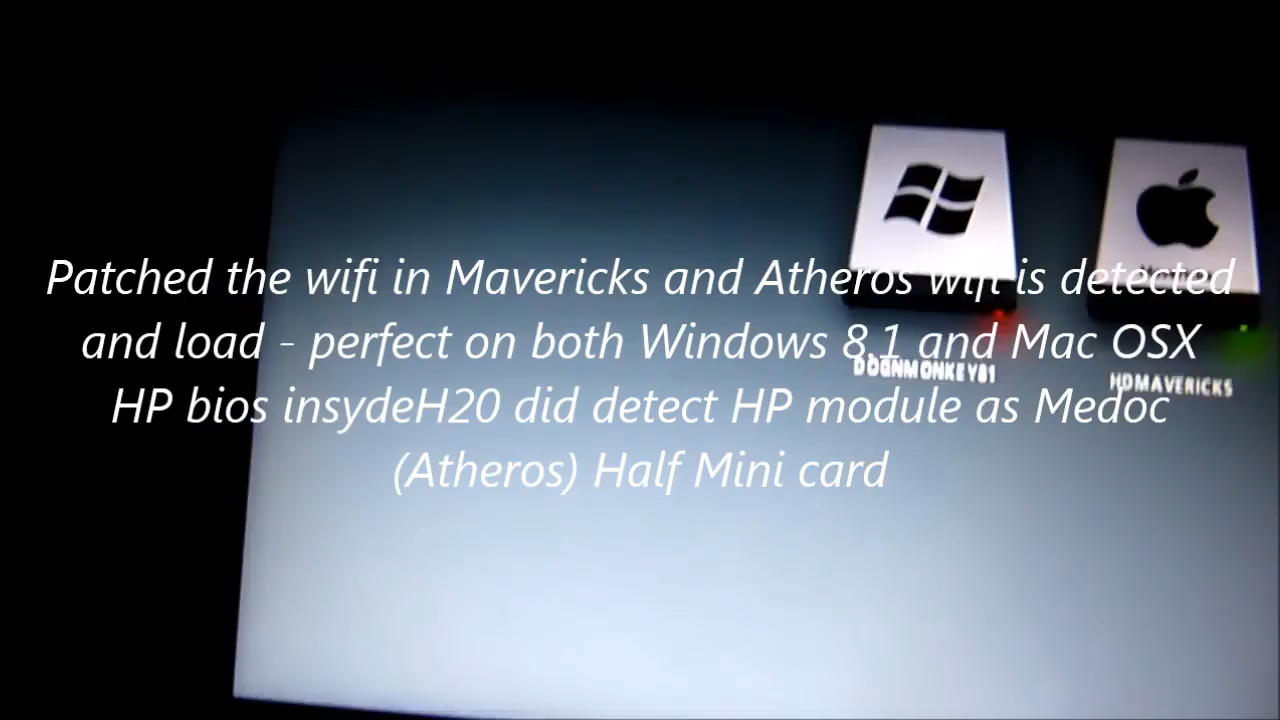 Patched the wifi in Mavericks and Atheros wifi is detected
and load - perfect on both Windows 8.1 and Mac OSX
HP bios insydeH20 did detect HP module as Medoc
(Atheros) Half Mini card
HDMAVERICKS